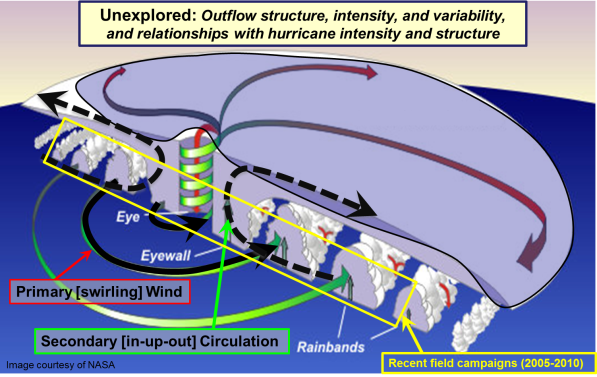 Unexplored: Outflow structure, intensity, and variability,
and relationships with hurricane intensity and structure
Eye
Eyewall
Primary [swirling] Wind
Secondary [in-up-out] Circulation
Rainbands
Recent field campaigns (2005-2010)
Image courtesy of NASA